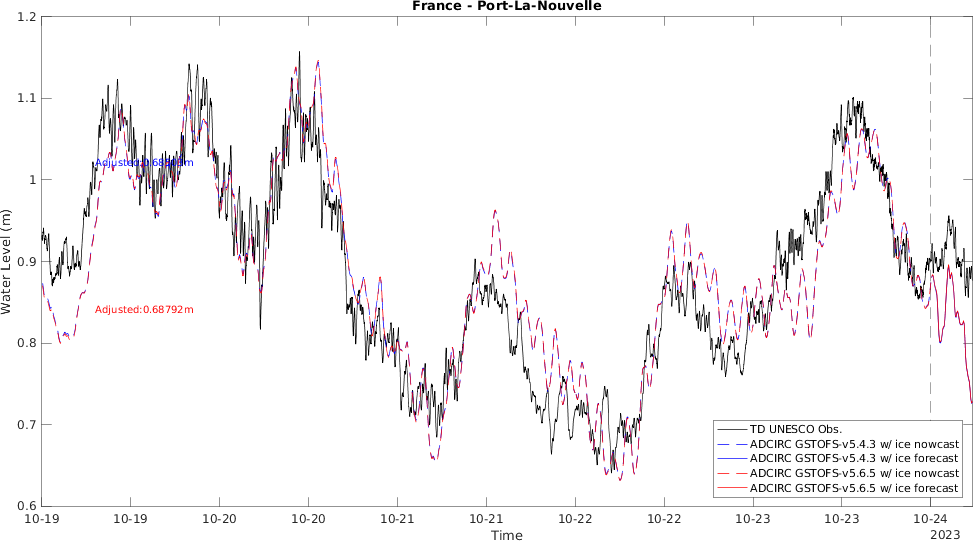 France - Port-La-Nouvelle
1.2
1.1
1
0.9
0.8
0.7
0.6
Water Level (m)
Adjusted:0.68792m
TD UNESCO Obs.
ADCIRC GSTOFS-v5.4.3 w/ ice nowcast
ADCIRC GSTOFS-v5.4.3 w/ ice forecast
ADCIRC GSTOFS-v5.6.5 w/ ice nowcast
ADCIRC GSTOFS-v5.6.5 w/ ice forecast
10-19 10-19 10-20 10-20 10-21 10-21 10-22 10-22 10-23 10-23 10-24
Time
2023